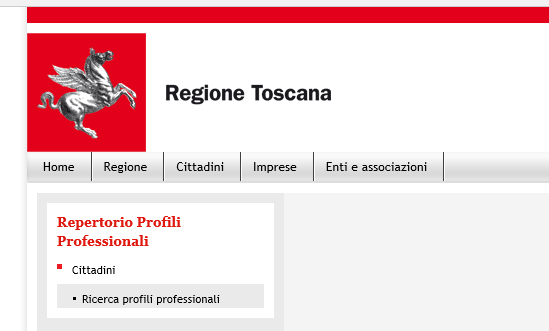 Regione Toscana
Home Regione Cittadini Imprese Enti e associazioni
Repertorio Profili
Professionali
Cittadini
Ricerca profili professionali